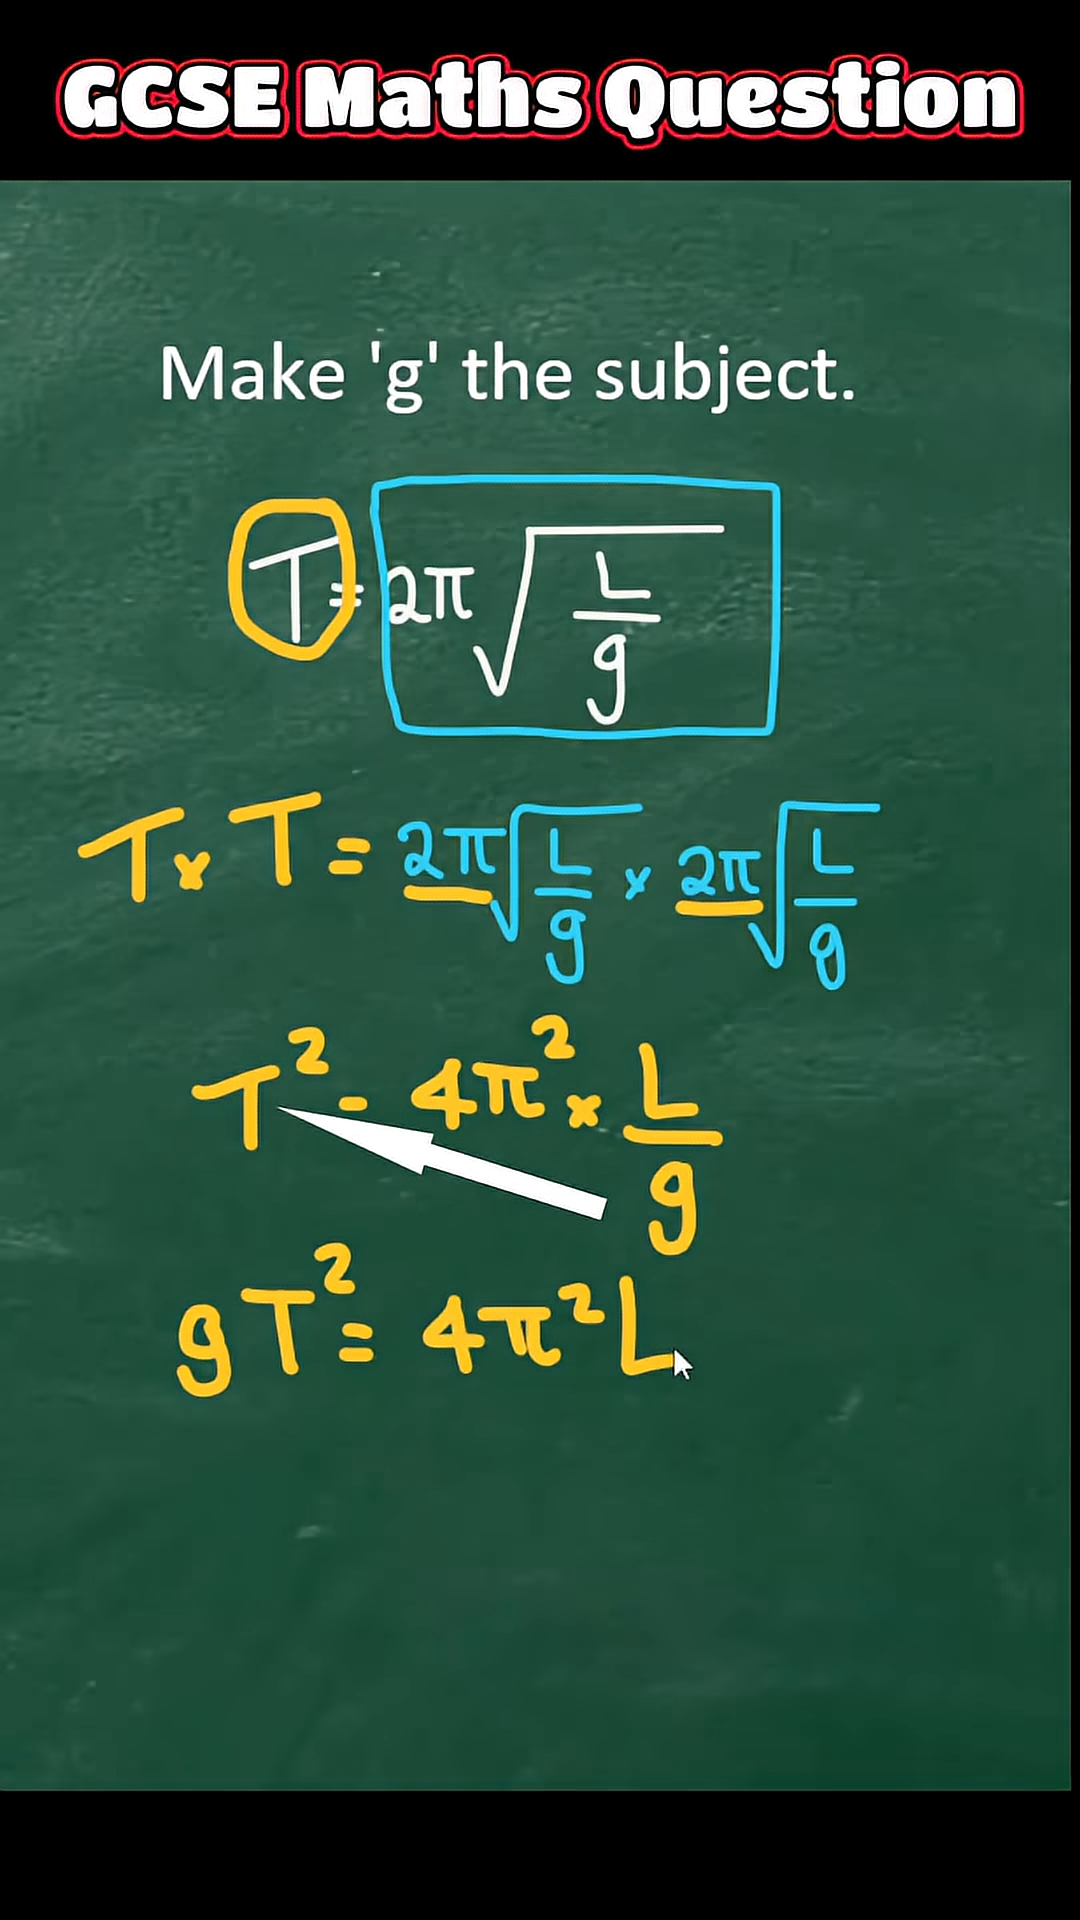 GCSE Maths Question
Make 'g' the subject.
T = 2π √(L/g)
T × T = 2π √(L/g) × 2π √(L/g)
T² - 4π² × L/g
gT² = 4π²L